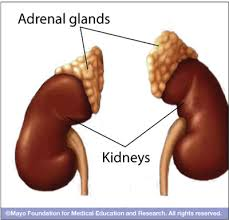 Adrenal glands
Kidneys
©Mayo Foundation for Medical Education and Research. All rights reserved.